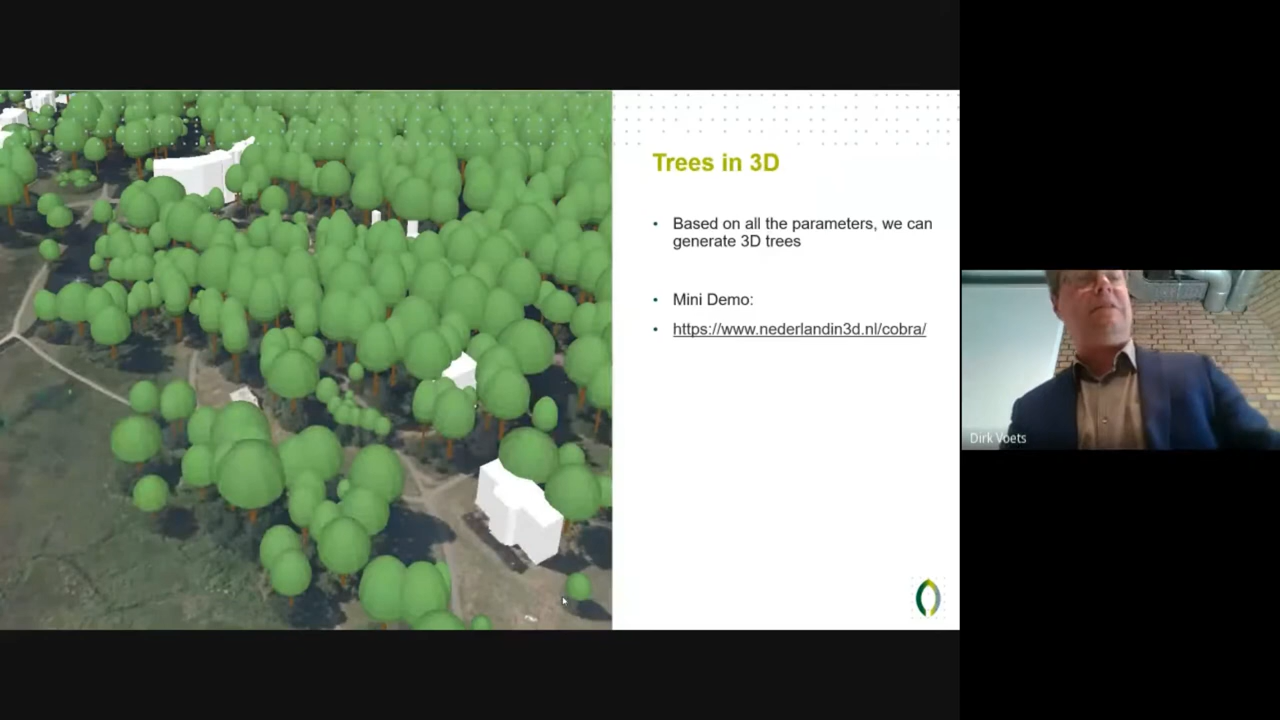 Trees in 3D
• Based on all the parameters, we can
generate 3D trees
• Mini Demo:
• https://www.nederlandin3d.nl/cobra/
Dirk Voets